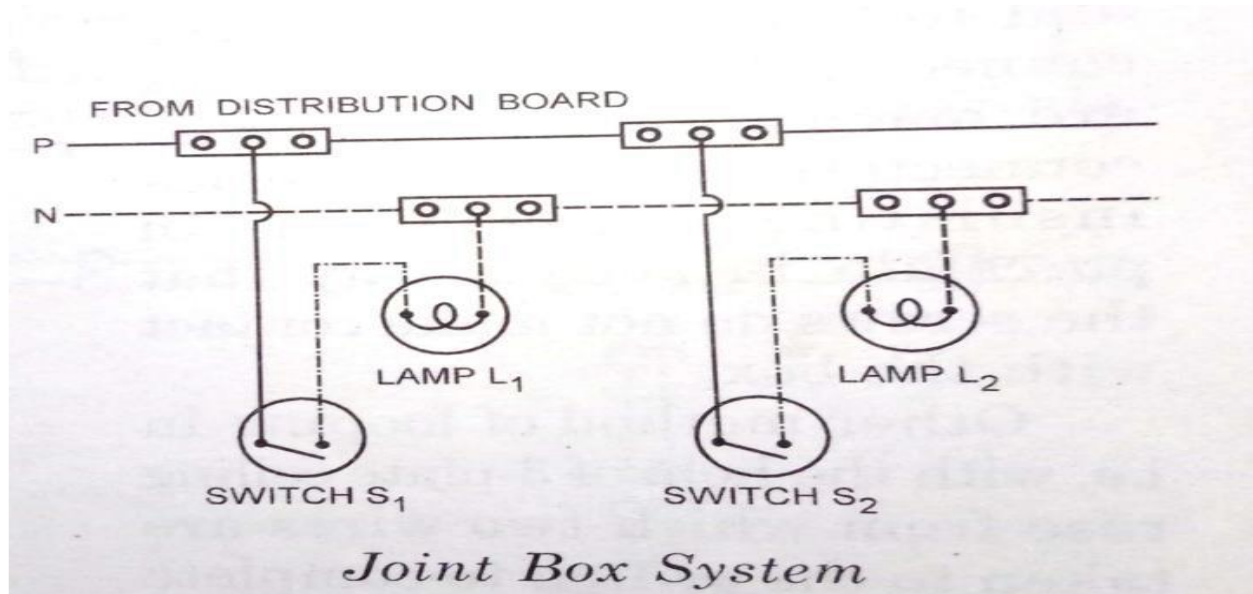 FROM DISTRIBUTION BOARD
P
N
LAMP L₁
LAMP L₂
SWITCH S₁
SWITCH S₂
Joint Box System